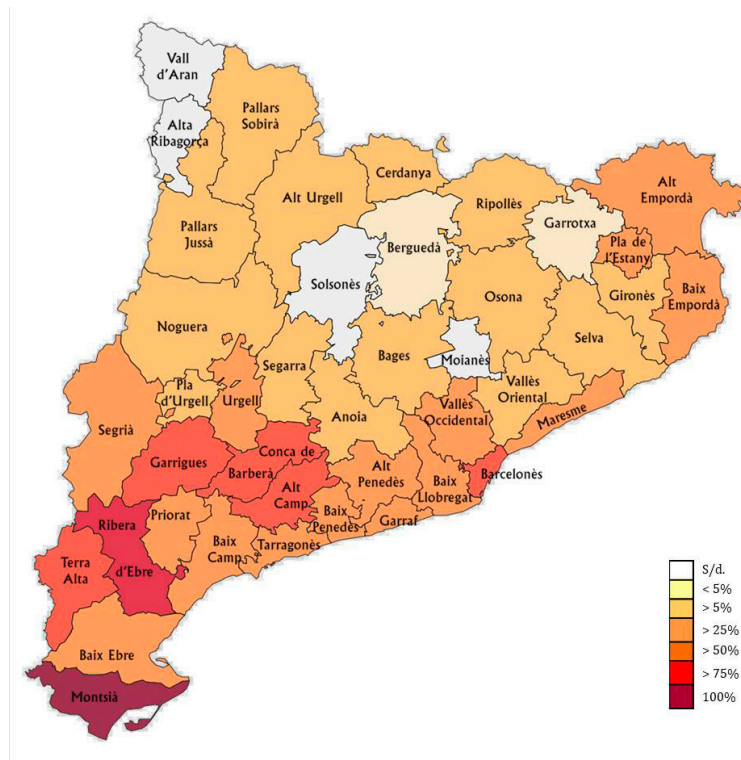 Vall
d'Aran
Pallars
Sobirà
Alta
Ribagorça
Cerdanya
Alt Urgell
Ripollès
Alt
Empordà
Garrotxa
Pallars
Jussà
Berguedà
Pla de
l'Estany
Solsonès
Osona
Gironès
Baix
Empordà
Noguera
Segarra
Bages
Moianès
Selva
Pla
d'Urgell
Urgell
Anoia
Vallès
Oriental
Vallès
Occidental
Maresme
Segrià
Garrigues
Conca de
Barberà
Alt
Camp
Alt
Penedès
Baix
Llobregat
Barcelonès
Ribera
d'Ebre
Priorat
Baix
Camp
Tarragonès
Baix
Penedès
Garraf
Terra
Alta
Baix Ebre
Montsià
S/d.
< 5%
> 5%
> 25%
> 50%
> 75%
100%